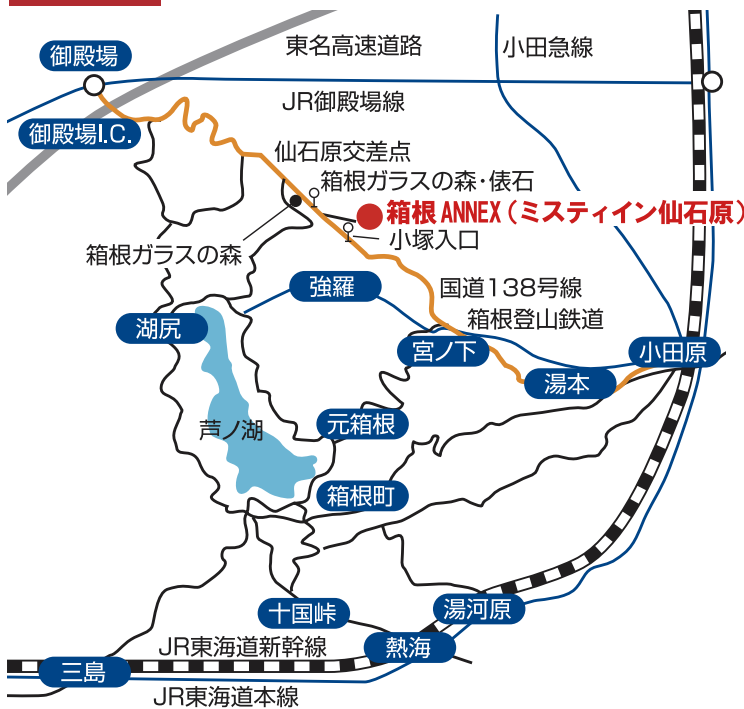 東名高速道路
小田急線
御殿場
JR御殿場線
御殿場I.C.
仙石原交差点
箱根ガラスの森・俵石
箱根 ANNEX(ミスティイン仙石原)
小塚入口
箱根ガラスの森
強羅
国道138号線
箱根登山鉄道
湖尻
宮ノ下
小田原
湯本
元箱根
芦ノ湖
箱根町
十国峠
湯河原
JR東海道新幹線
熱海
三島
JR東海道本線